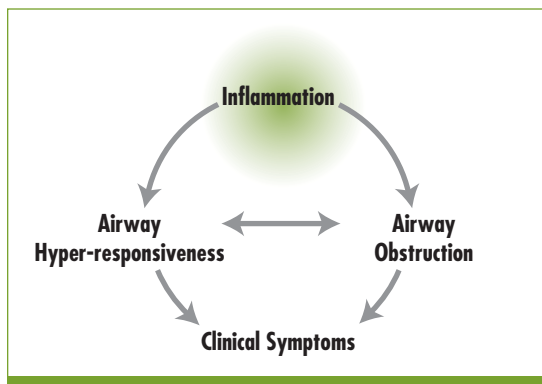 Inflammation
Airway
Hyper-responsiveness
Airway
Obstruction
Clinical Symptoms